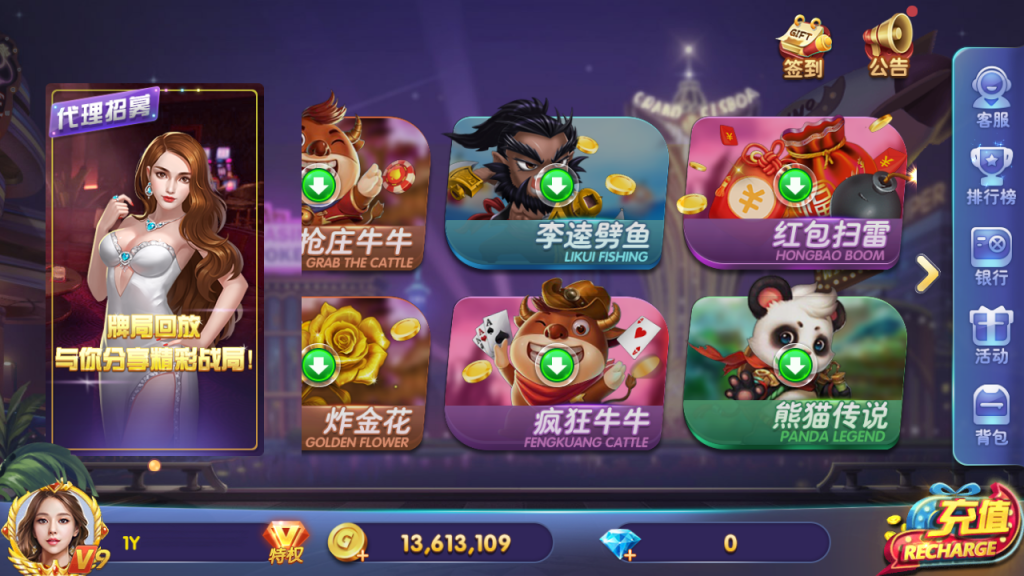 签到
公告
代理招募
牌局回放
与你分享精彩战局!
抢庄牛牛
GRAB THE CATTLE
李逵劈鱼
LIKUI FISHING
红包扫雷
HONGBAO BOOM
炸金花
GOLDEN FLOWER
疯狂牛牛
FENGKUANG CATTLE
熊猫传说
PANDA LEGEND
客服
排行榜
银行
活动
背包
V9
1Y
特权
13,613,109
0
充值
RECHARGE
GIFT
GRAND LISBOA